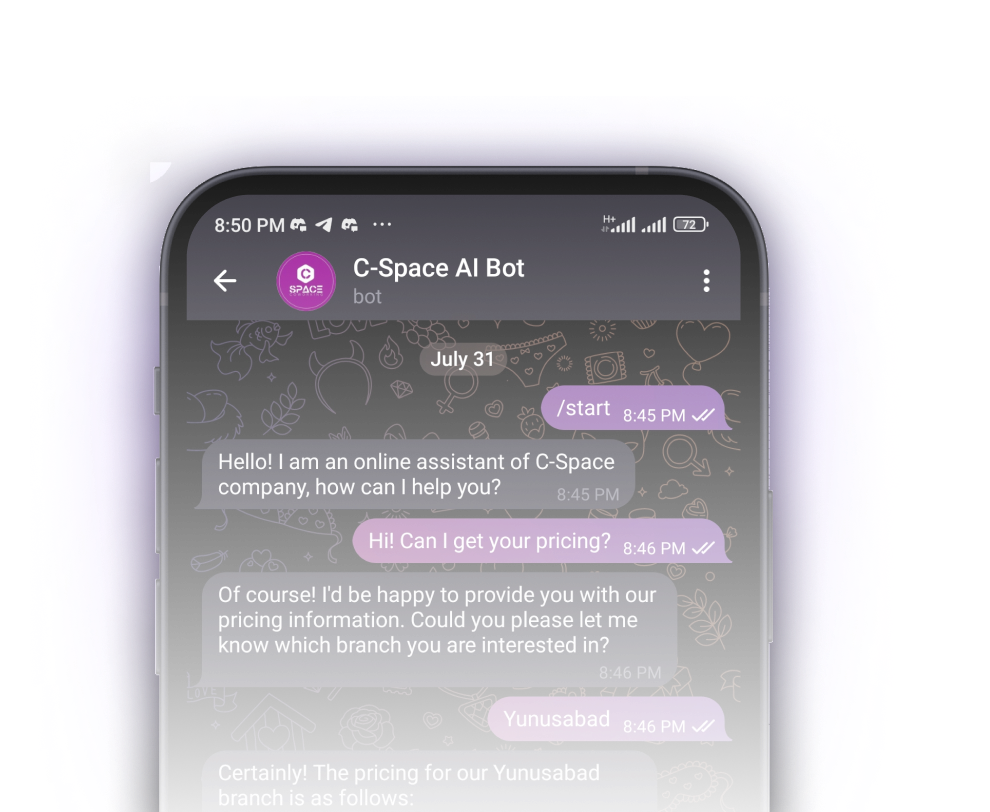 8:50 PM ... H+ 72
C-Space AI Bot
C
SPACE
bot
LOVE
July 31
/start 8:45 PM
Hello! I am an online assistant of C-Space
company, how can I help you?
8:45 PM
Hi! Can I get your pricing? 8:46 PM
Of course! I'd be happy to provide you with our
pricing information. Could you please let me
know which branch you are interested in?
8:46 PM
LOVE
Yunusabad 8:46 PM
Certainly! The pricing for our Yunusabad
branch is as follows: